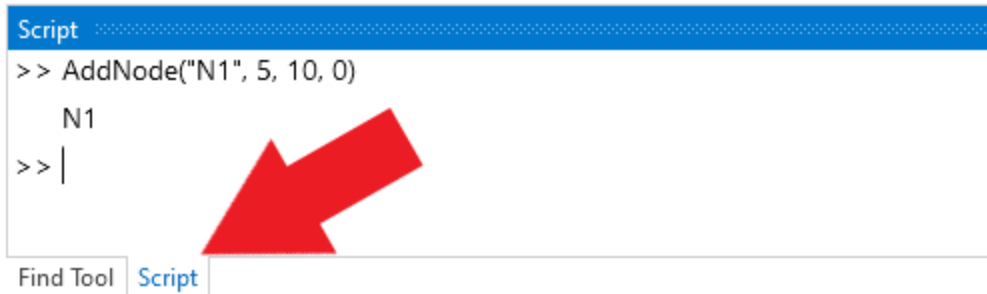 Script
>> AddNode("N1", 5, 10, 0)
N1
>>
Find Tool Script